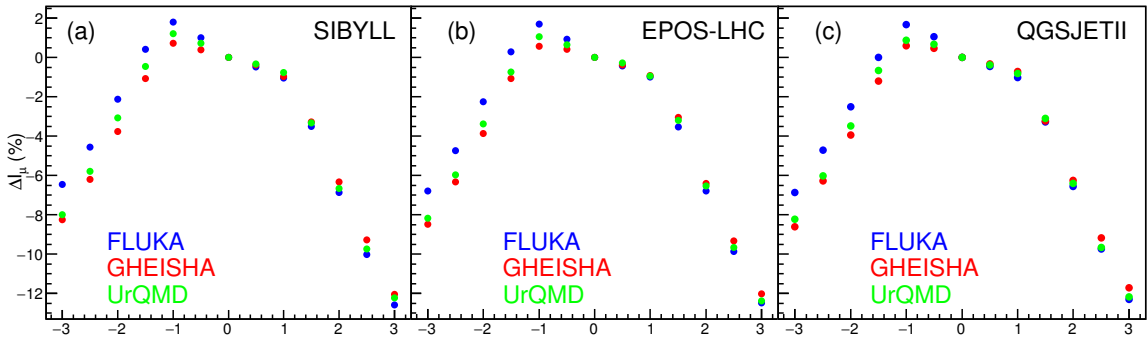 (a) SIBYLL (b) EPOS-LHC (c) QGSJETII
2
0
−2
−4
−6
−8
−10
−12
ΔI_μ (%)
FLUKA FLUKA FLUKA
GHEISHA GHEISHA GHEISHA
UrQMD UrQMD UrQMD
−3 −2 −1 0 1 2 3 −3 −2 −1 0 1 2 3 −3 −2 −1 0 1 2 3